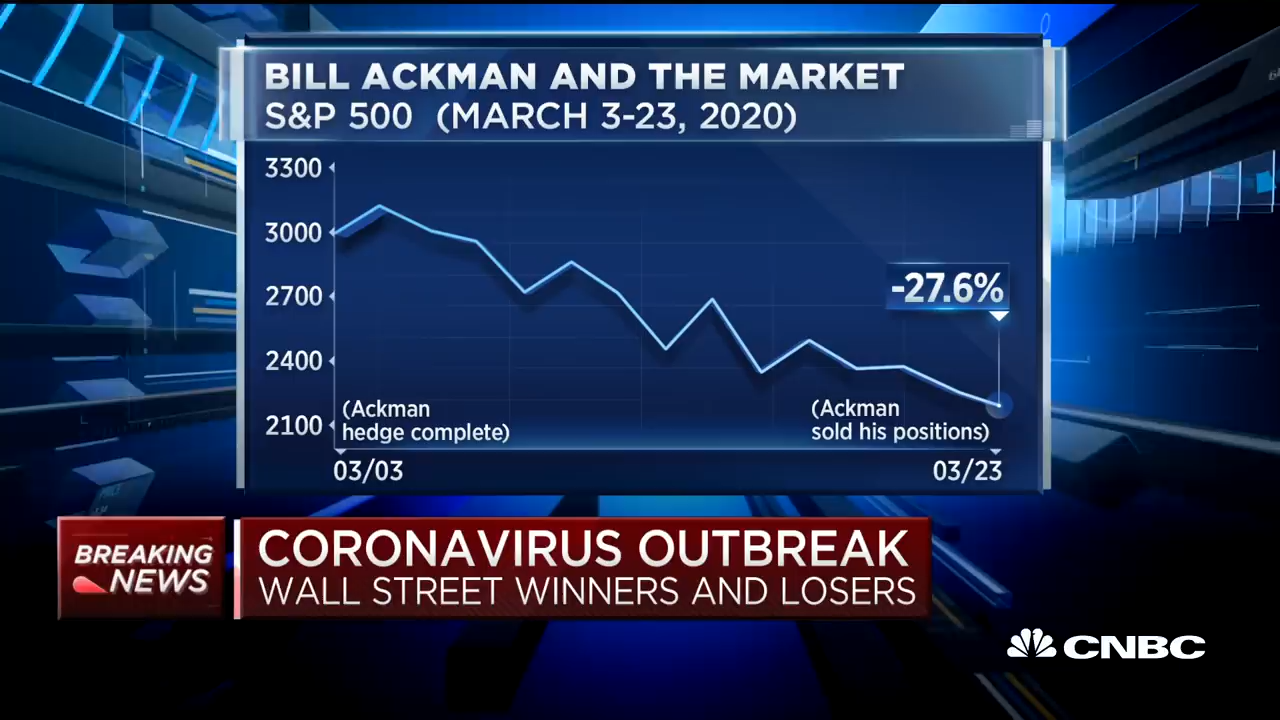 BILL ACKMAN AND THE MARKET
S&P 500 (MARCH 3-23, 2020)
3300
3000
2700
2400
2100
-27.6%
(Ackman
hedge complete)
(Ackman
sold his positions)
03/03
03/23
BREAKING
NEWS
CORONAVIRUS OUTBREAK
WALL STREET WINNERS AND LOSERS
CNBC